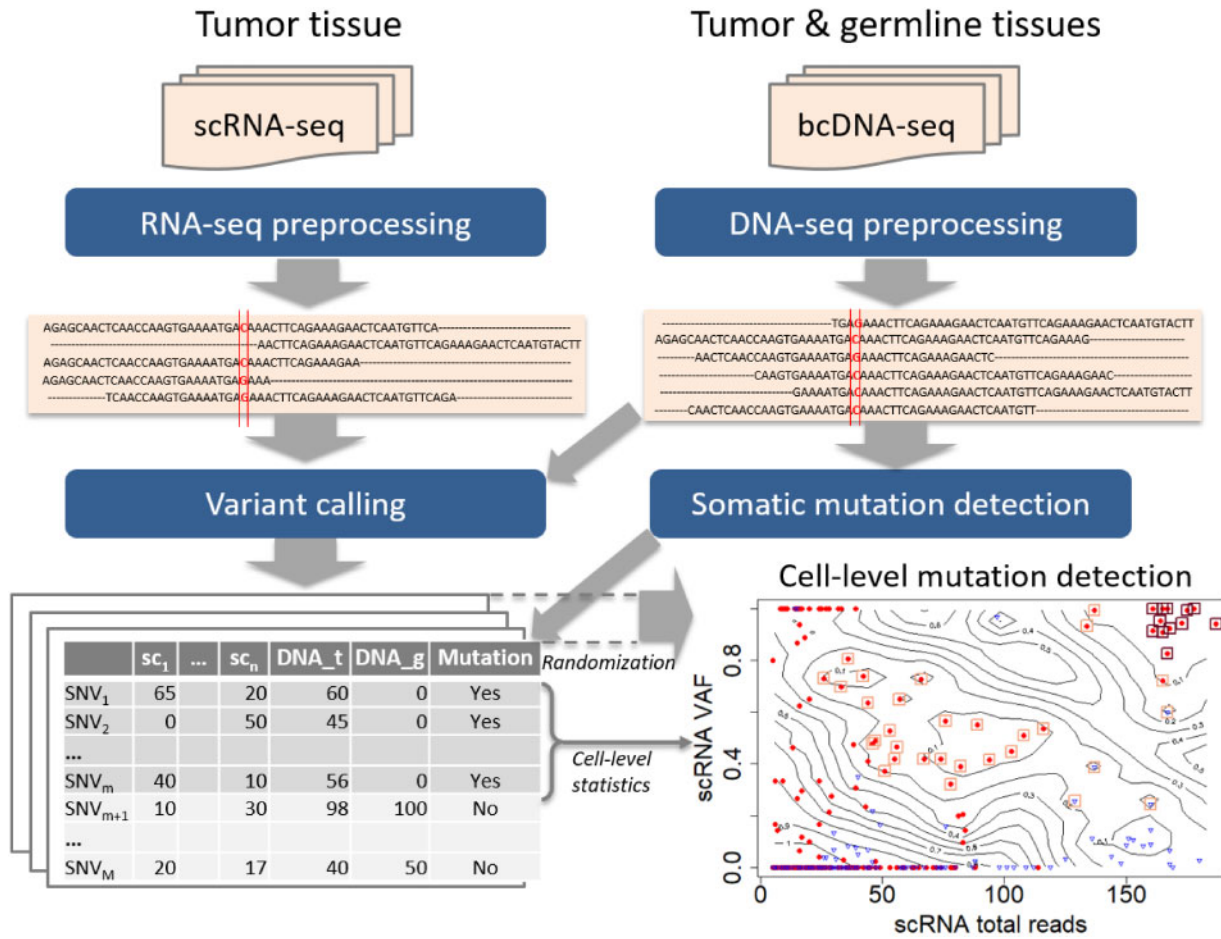 Tumor tissue
Tumor & germline tissues
scRNA-seq
bcDNA-seq
RNA-seq preprocessing
DNA-seq preprocessing
AGAGCAACTCAACCAAGTGAAAATGACAAACTTCAGAAAGAACTCAATGTTCA
AACTTCAGAAAGAACTCAATGTTCAGAAAGAACTCAATGTACTT
AGAGCAACTCAACCAAGTGAAAATGACAAACTTCAGAAAGAA
AGAGCAACTCAACCAAGTGAAAATGAGAAA
TCAACCAAGTGAAAATGAGAAACTTCAGAAAGAACTCAATGTTCAGA
TGAGAAACTTCAGAAAGAACTCAATGTTCAGAAAGAACTCAATGTACTT
AGAGCAACTCAACCAAGTGAAAATGACAAACTTCAGAAAGAACTCAATGTTCAGAAAG
AACTCAACCAAGTGAAAATGAGAAACTTCAGAAAGAACTC
CAAGTGAAAATGACAAACTTCAGAAAGAACTCAATGTTCAGAAAGAAC
GAAAATGACAAACTTCAGAAAGAACTCAATGTTCAGAAAGAACTCAATGTACTT
CAACTCAACCAAGTGAAAATGACAAACTTCAGAAAGAACTCAATGTT
Variant calling
Somatic mutation detection
sc1 ... scn DNA_t DNA_g Mutation
SNV1 65 20 60 0 Yes
SNV2 0 50 45 0 Yes
...
SNVm 40 10 56 0 Yes
SNVm+1 10 30 98 100 No
...
SNVM 20 17 40 50 No
Randomization
Cell-level
statistics
Cell-level mutation detection
scRNA VAF
0.8
0.4
0.0
0 50 100 150
scRNA total reads